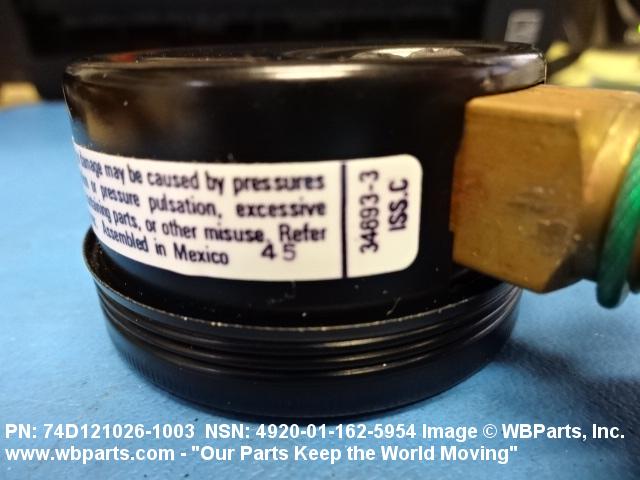 may be caused by pressures
or pressure pulsation, excessive
parts, or other misuse. Refer
Assembled in Mexico 45
34693-3
ISS.C
PN: 74D121026-1003 NSN: 4920-01-162-5954 Image © WBParts, Inc.
www.wbparts.com - "Our Parts Keep the World Moving"